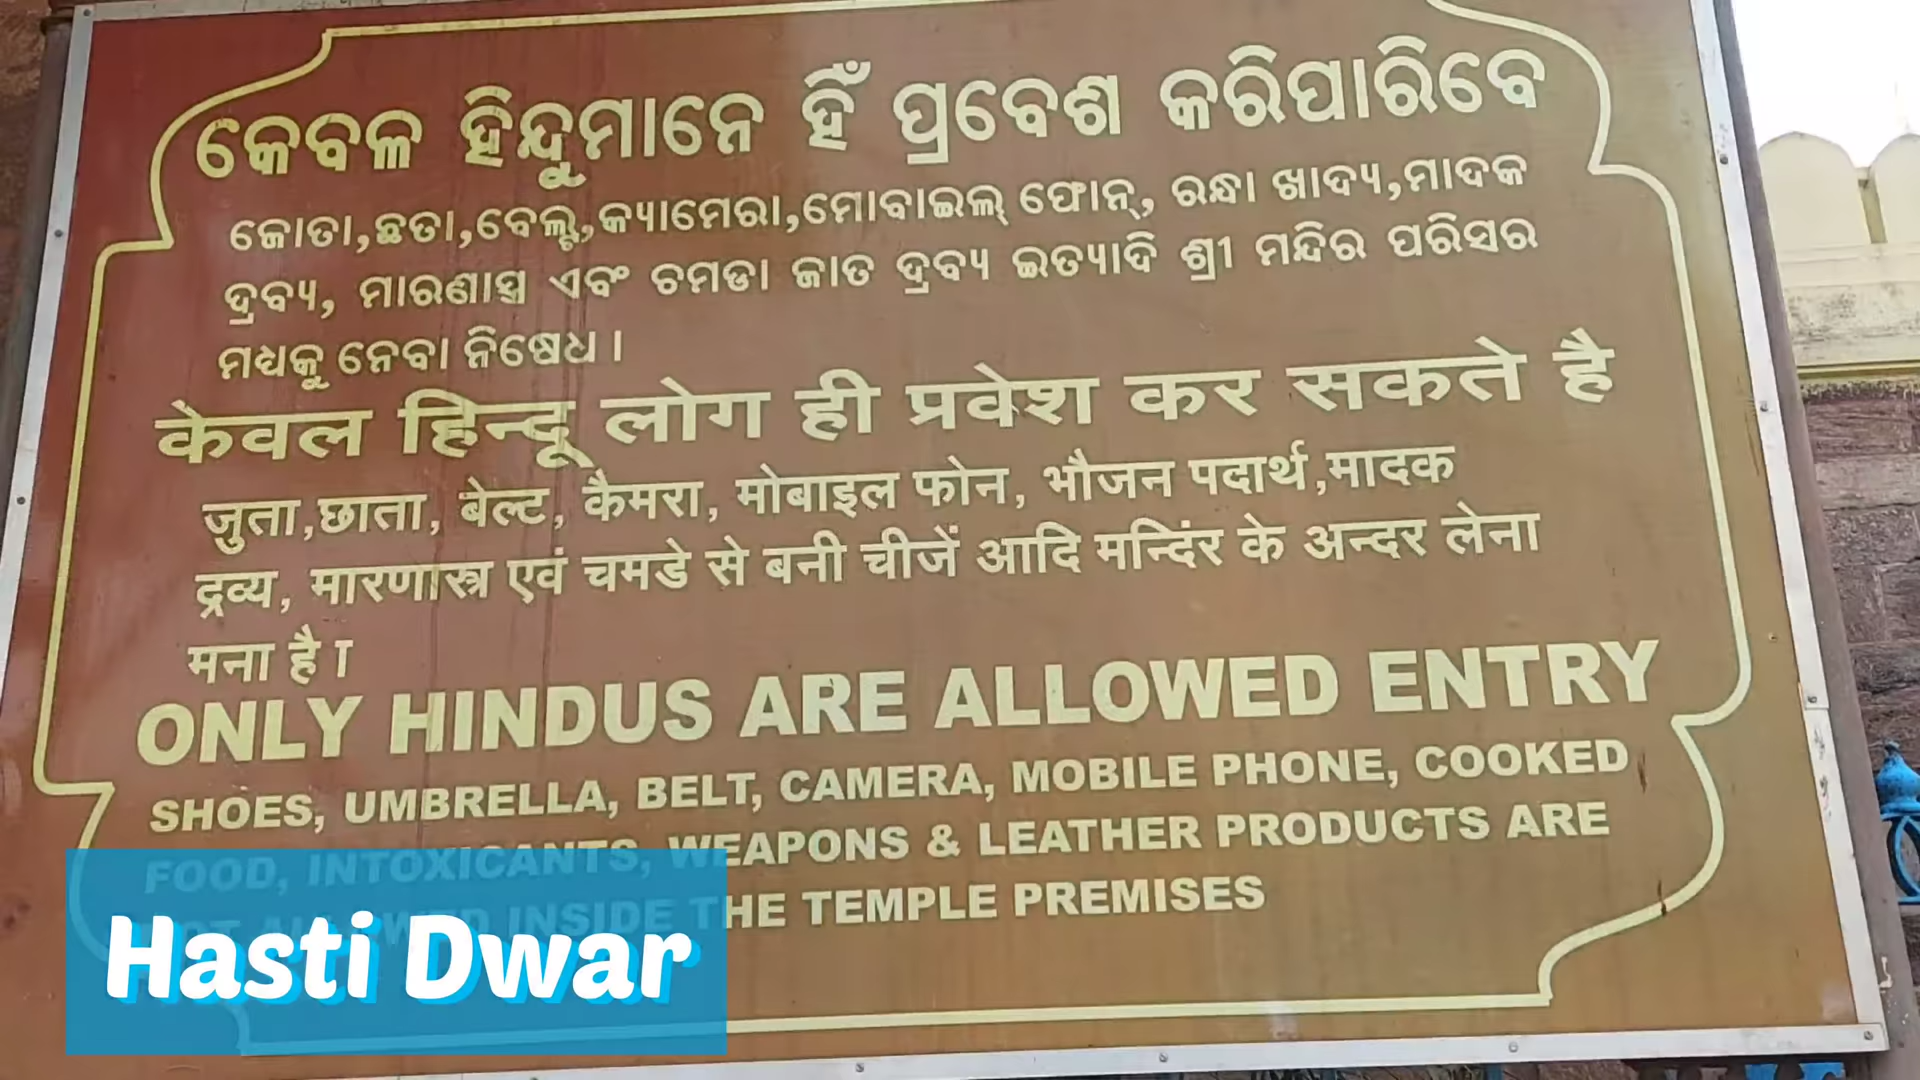 କେବଳ ହିନ୍ଦୁମାନେ ହିଁ ପ୍ରବେଶ କରିପାରିବେ
ଜୋତା,ଛତା,ବେଲ୍ଟ,କ୍ୟାମେରା,ମୋବାଇଲ୍ ଫୋନ୍, ରନ୍ଧା ଖାଦ୍ୟ,ମାଦକ
ଦ୍ରବ୍ୟ, ମାରଣାସ୍ତ୍ର ଏବଂ ଚମଡା ଜାତ ଦ୍ରବ୍ୟ ଇତ୍ୟାଦି ଶ୍ରୀ ମନ୍ଦିର ପରିସର
ମଧ୍ୟକୁ ନେବା ନିଷେଧ ।
केवल हिन्दू लोग ही प्रवेश कर सकते है
जुता,छाता, बेल्ट, कैमरा, मोबाइल फोन, भौजन पदार्थ,मादक
द्रव्य, मारणास्त्र एवं चमडे से बनी चीजें आदि मन्दिंर के अन्दर लेना
मना है ा
ONLY HINDUS ARE ALLOWED ENTRY
SHOES, UMBRELLA, BELT, CAMERA, MOBILE PHONE, COOKED
FOOD, INTOXICANTS, WEAPONS & LEATHER PRODUCTS ARE
NOT ALLOWED INSIDE THE TEMPLE PREMISES
Hasti Dwar